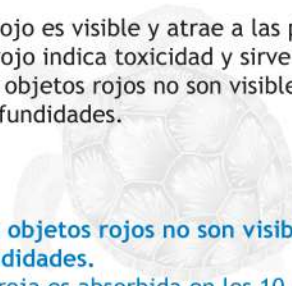 ojo es visible y atrae a las
rojo indica toxicidad y sirve
objetos rojos no son visible
fundidades.
objetos rojos no son visib
didades.
roja es absorbida en los 10